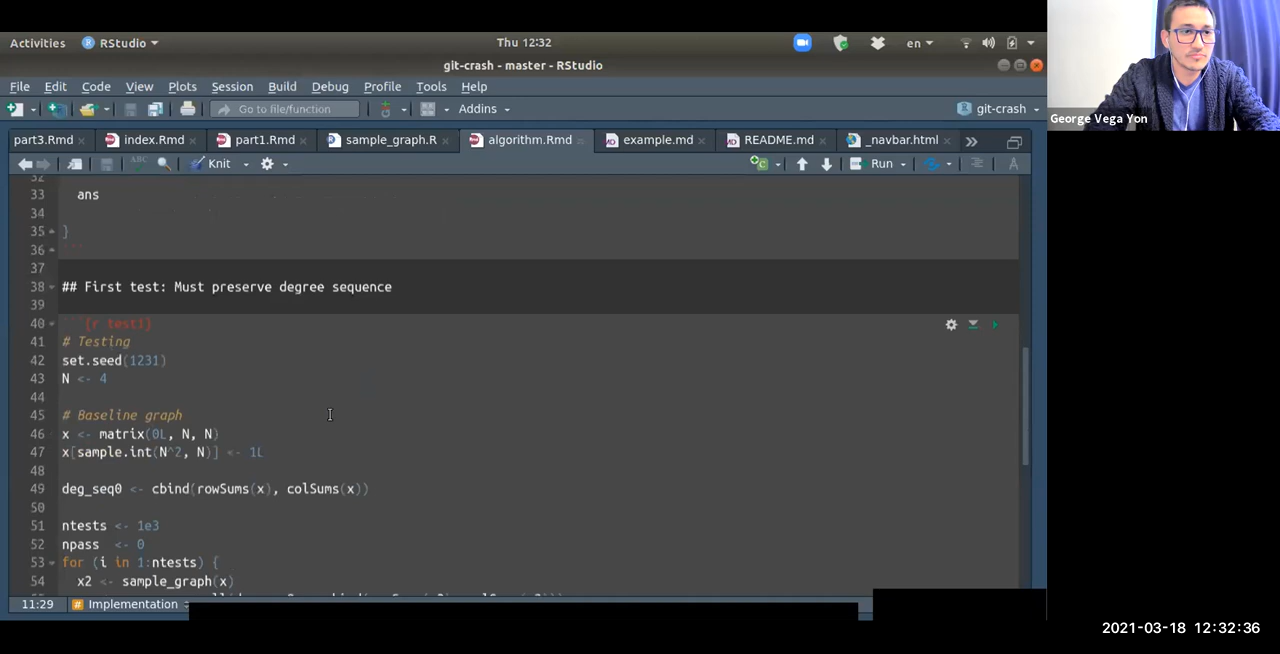 Activities RStudio Thu 12:32 en
git-crash - master - RStudio
File Edit Code View Plots Session Build Debug Profile Tools Help
Go to file/function Addins git-crash
part3.Rmd index.Rmd part1.Rmd sample_graph.R algorithm.Rmd example.md README.md _navbar.html
ABC Knit Run
32
33 ans
34
35 }
36 ```
37
38 ## First test: Must preserve degree sequence
39
40 ```{r test1}
41 # Testing
42 set.seed(1231)
43 N <- 4
44
45 # Baseline graph
46 x <- matrix(0L, N, N)
47 x[sample.int(N^2, N)] <- 1L
48
49 deg_seq0 <- cbind(rowSums(x), colSums(x))
50
51 ntests <- 1e3
52 npass <- 0
53 for (i in 1:ntests) {
54 x2 <- sample_graph(x)
11:29 # Implementation
George Vega Yon
2021-03-18 12:32:36